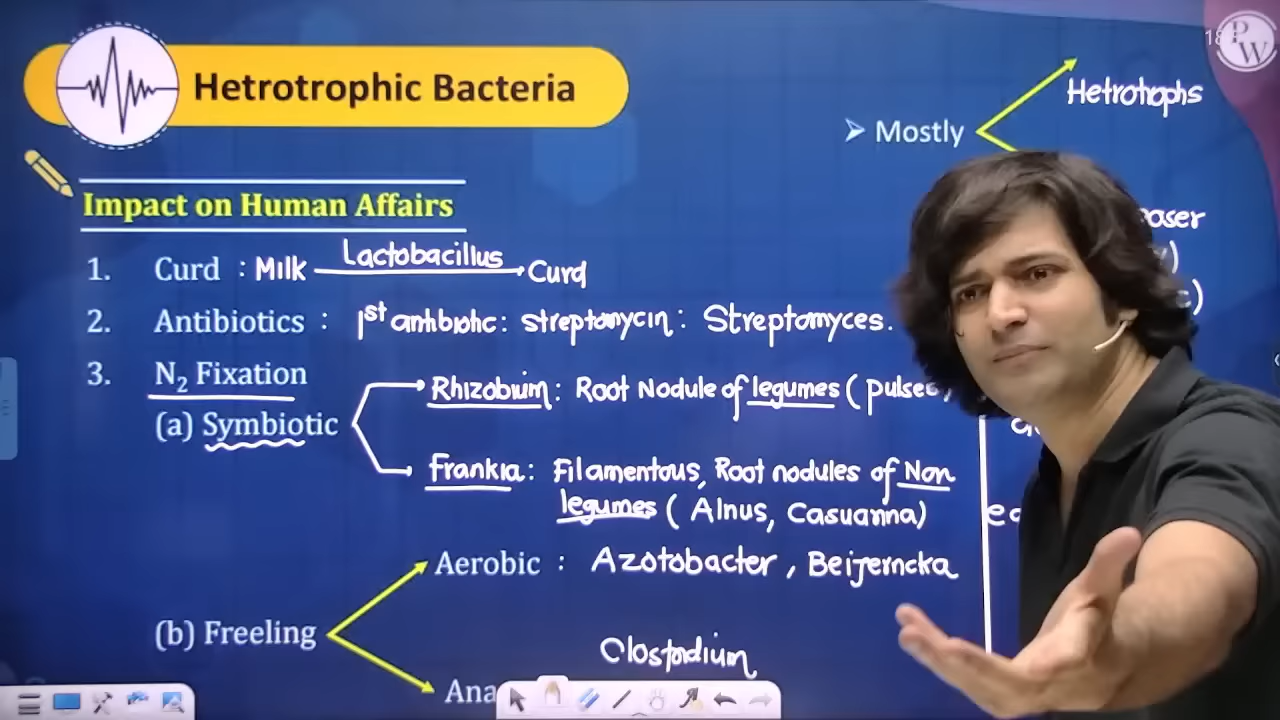 Hetrotrophic Bacteria
PW
Hetrotrophs
➢ Mostly
Impact on Human Affairs
1. Curd : Milk Lactobacillus Curd
2. Antibiotics : 1st antibiotic: streptomycin: Streptomyces.
3. N2 Fixation
Rhizobium: Root Nodule of legumes (pulses)
(a) Symbiotic
Frankia: Filamentous, Root nodules of Non
legumes (Alnus, Casuarina)
Aerobic : Azotobacter, Beijerncka
(b) Freeling
Clostridium
Ana